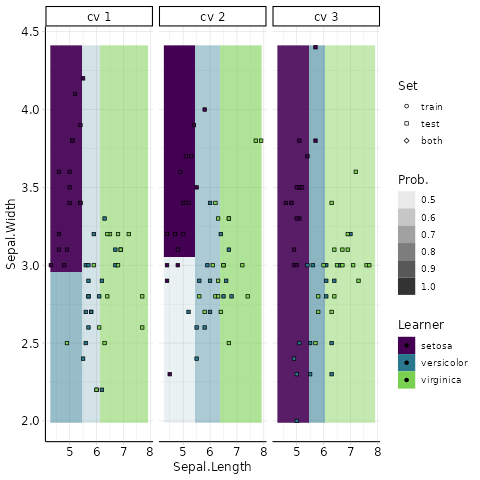 cv 1 cv 2 cv 3
4.5
4.0
3.5
3.0
2.5
2.0
5 6 7 8 5 6 7 8 5 6 7 8
Sepal.Length
Sepal.Width
Set
train
test
both
Prob.
0.5
0.6
0.7
0.8
0.9
1.0
Learner
setosa
versicolor
virginica